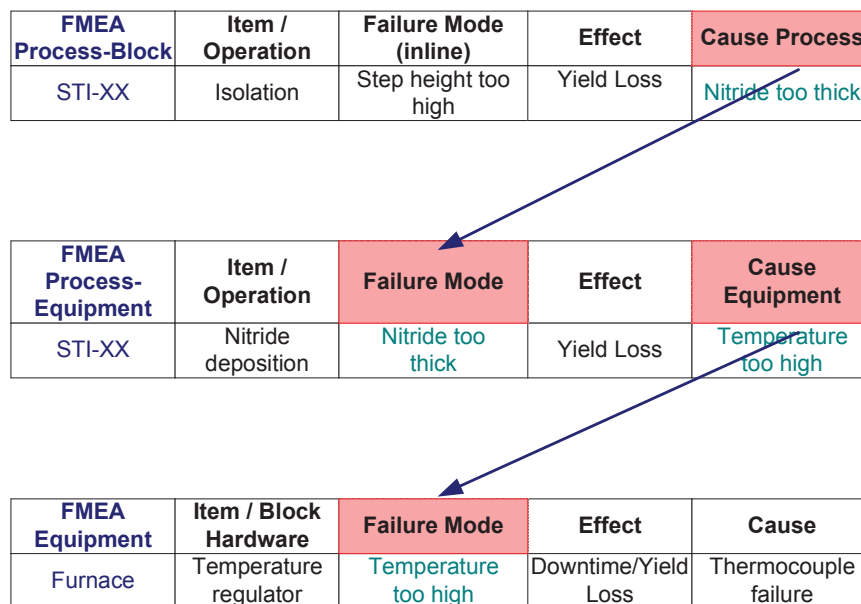 FMEA Process-Block
Item / Operation
Failure Mode (inline)
Effect
Cause Process
STI-XX
Isolation
Step height too high
Yield Loss
Nitride too thick
FMEA Process-Equipment
Item / Operation
Failure Mode
Effect
Cause Equipment
STI-XX
Nitride deposition
Nitride too thick
Yield Loss
Temperature too high
FMEA Equipment
Item / Block Hardware
Failure Mode
Effect
Cause
Furnace
Temperature regulator
Temperature too high
Downtime/Yield Loss
Thermocouple failure